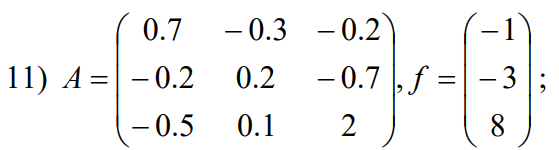 11) A = ( 0.7 − 0.3 − 0.2
− 0.2 0.2 − 0.7
− 0.5 0.1 2 ), f = ( − 1
− 3
8 ) ;